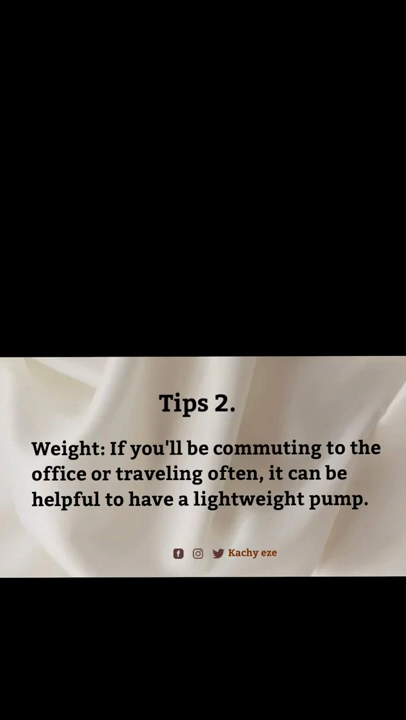 Tips 2.
Weight: If you'll be commuting to the
office or traveling often, it can be
helpful to have a lightweight pump.
Kachy eze